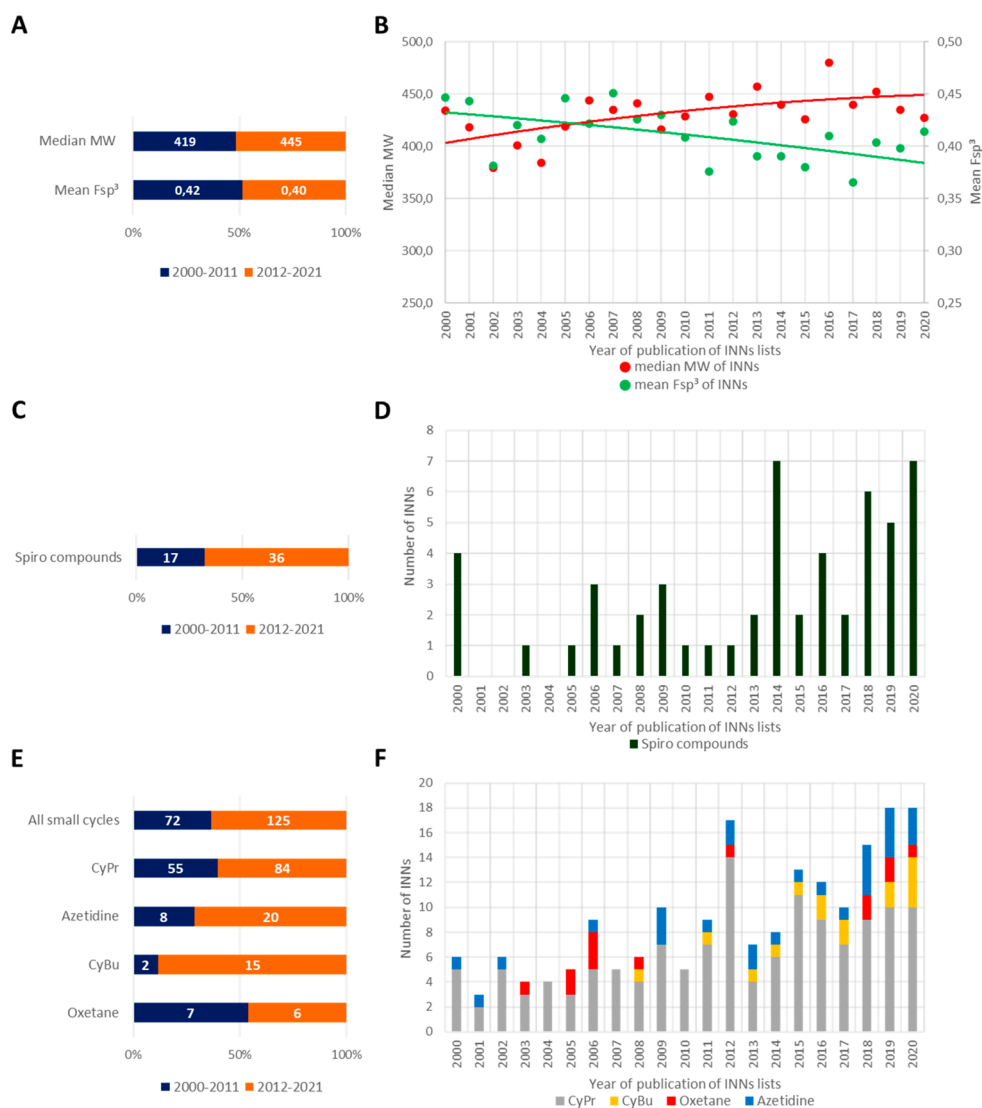 A
Median MW
419
445
Mean Fsp³
0,42
0,40
0%
50%
100%
2000-2011
2012-2021
B
500,0
450,0
400,0
350,0
300,0
250,0
Median MW
0,50
0,45
0,40
0,35
0,30
0,25
Mean Fsp³
2000 2001 2002 2003 2004 2005 2006 2007 2008 2009 2010 2011 2012 2013 2014 2015 2016 2017 2018 2019 2020
Year of publication of INNs lists
median MW of INNs
mean Fsp³ of INNs
C
Spiro compounds
17
36
0%
50%
100%
2000-2011
2012-2021
D
8
7
6
5
4
3
2
1
0
Number of INNs
2000 2001 2002 2003 2004 2005 2006 2007 2008 2009 2010 2011 2012 2013 2014 2015 2016 2017 2018 2019 2020
Year of publication of INNs lists
Spiro compounds
E
All small cycles
72
125
CyPr
55
84
Azetidine
8
20
CyBu
2
15
Oxetane
7
6
0%
50%
100%
2000-2011
2012-2021
F
20
18
16
14
12
10
8
6
4
2
0
Number of INNs
2000 2001 2002 2003 2004 2005 2006 2007 2008 2009 2010 2011 2012 2013 2014 2015 2016 2017 2018 2019 2020
Year of publication of INNs lists
CyPr
CyBu
Oxetane
Azetidine